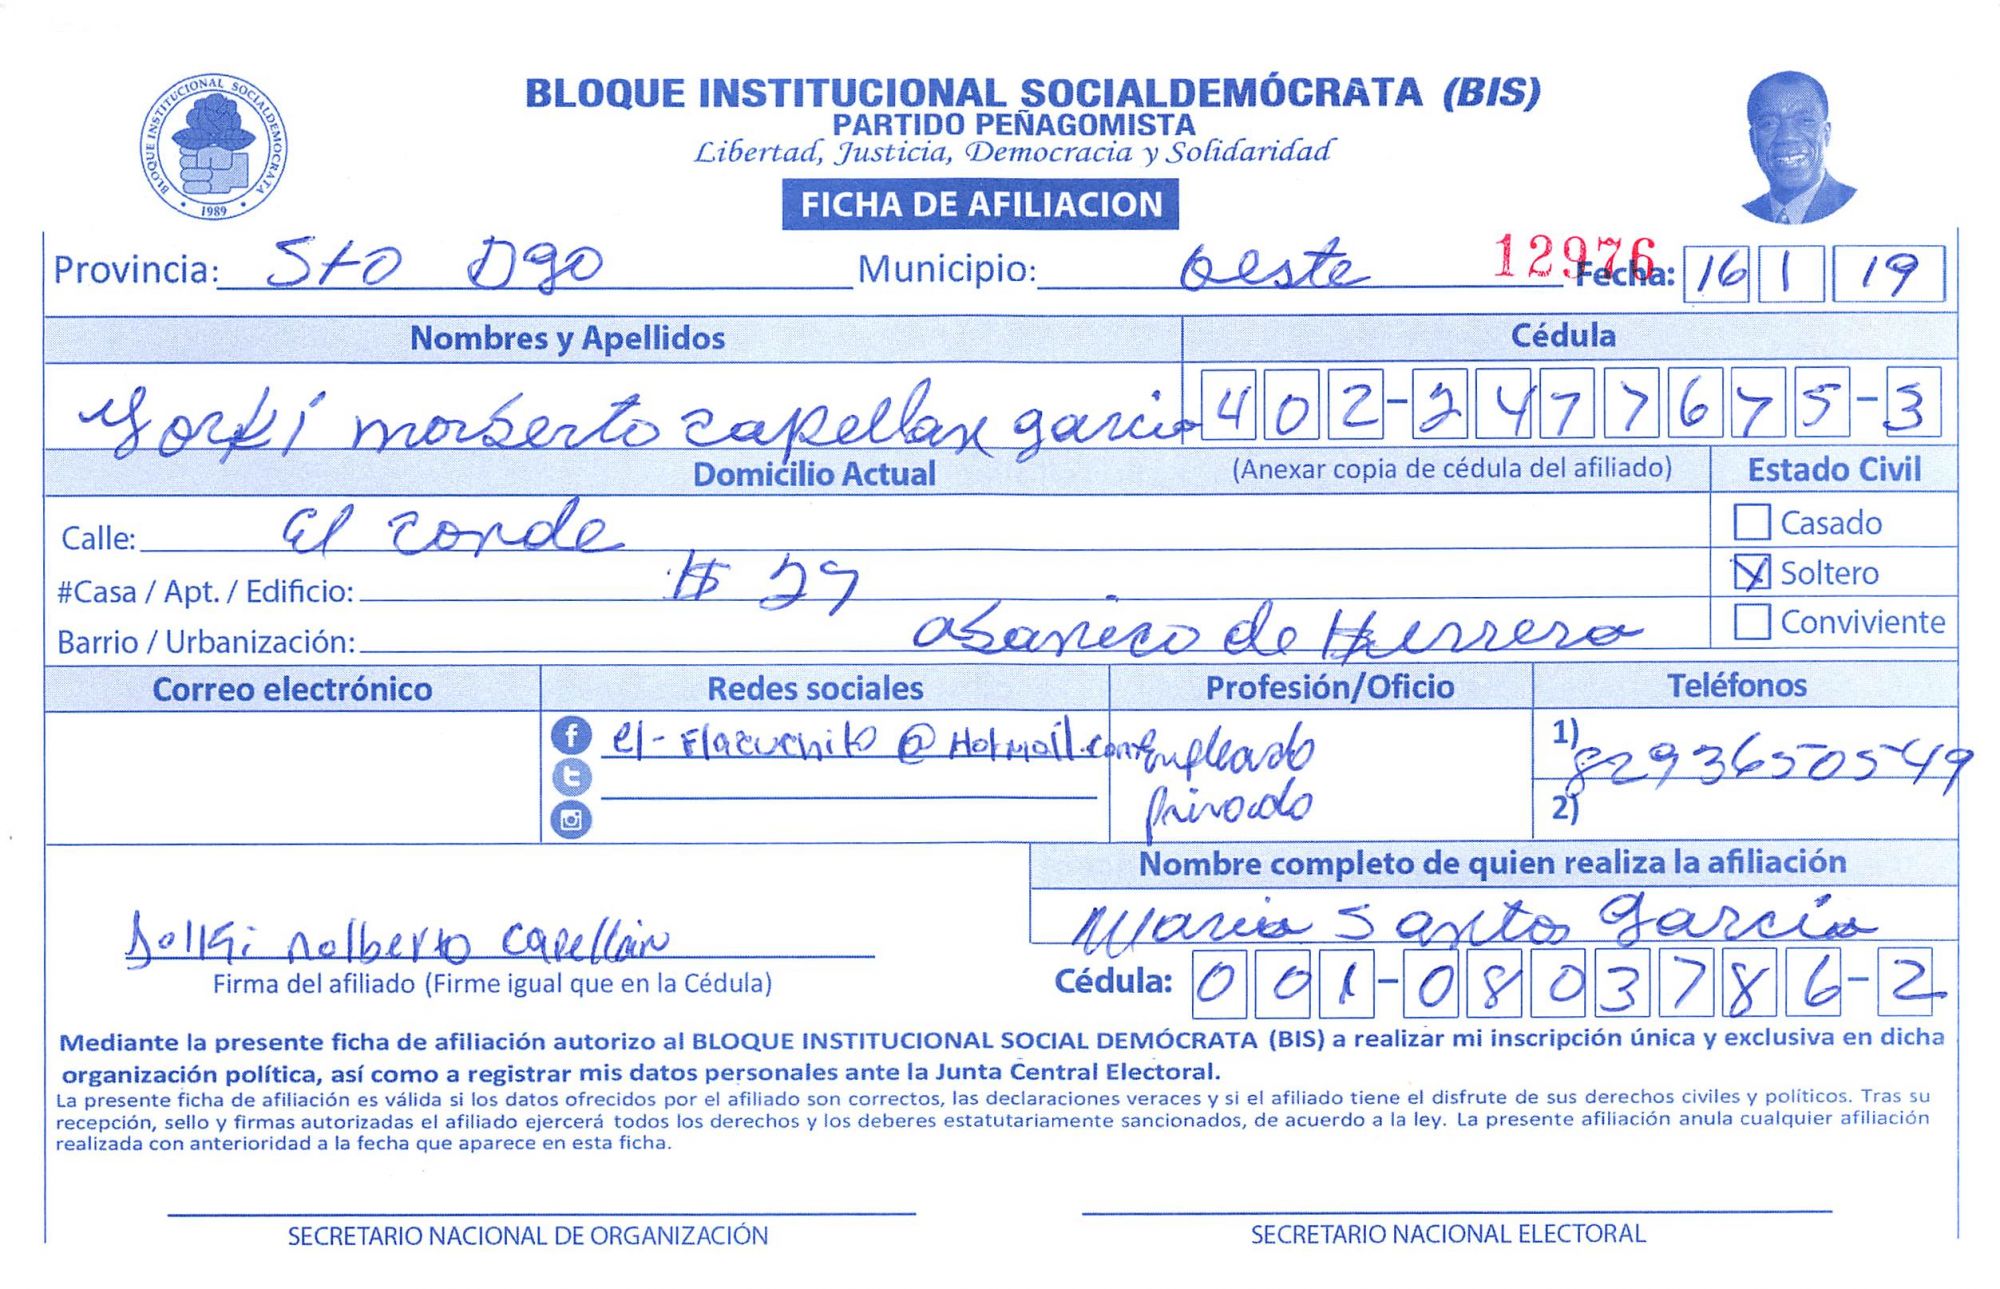 BLOQUE INSTITUCIONAL SOCIALDEMÓCRATA (BIS)
PARTIDO PEÑAGOMISTA
Libertad, Justicia, Democracia y Solidaridad
BLOQUE INSTITUCIONAL SOCIALDEMOCRATA
• 1989 •
FICHA DE AFILIACION
Provincia: Sto Dgo Municipio: Oeste 12976 Fecha: 16 1 19
Nombres y Apellidos Cédula
Yorki morberto capellan garcia 402-2477675-3
Domicilio Actual (Anexar copia de cédula del afiliado) Estado Civil
Calle: El conde Casado
#Casa / Apt. / Edificio: # 29 Soltero
Barrio / Urbanización: abanico de Herrera Conviviente
Correo electrónico Redes sociales Profesión/Oficio Teléfonos
el-Flacuchito @ Hotmail.com Empleado 1) 8293650549
privado 2)
Nombre completo de quien realiza la afiliación
Maria Santos Garcia
nolberto Capellan
Firma del afiliado (Firme igual que en la Cédula) Cédula: 001-0803786-2
Mediante la presente ficha de afiliación autorizo al BLOQUE INSTITUCIONAL SOCIAL DEMÓCRATA (BIS) a realizar mi inscripción única y exclusiva en dicha
organización política, así como a registrar mis datos personales ante la Junta Central Electoral.
La presente ficha de afiliación es válida si los datos ofrecidos por el afiliado son correctos, las declaraciones veraces y si el afiliado tiene el disfrute de sus derechos civiles y políticos. Tras su
recepción, sello y firmas autorizadas el afiliado ejercerá todos los derechos y los deberes estatutariamente sancionados, de acuerdo a la ley. La presente afiliación anula cualquier afiliación
realizada con anterioridad a la fecha que aparece en esta ficha.
SECRETARIO NACIONAL DE ORGANIZACIÓN SECRETARIO NACIONAL ELECTORAL